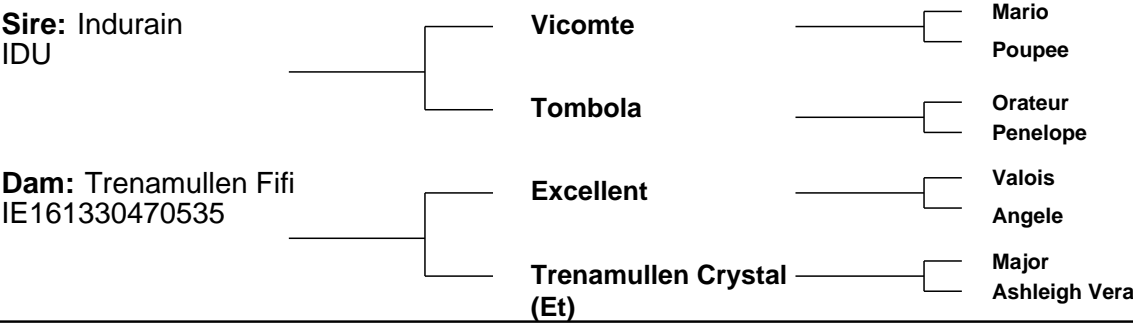 Sire: Indurain
IDU
Vicomte
Mario
Poupee
Tombola
Orateur
Penelope
Dam: Trenamullen Fifi
IE161330470535
Excellent
Valois
Angele
Trenamullen Crystal
(Et)
Major
Ashleigh Vera